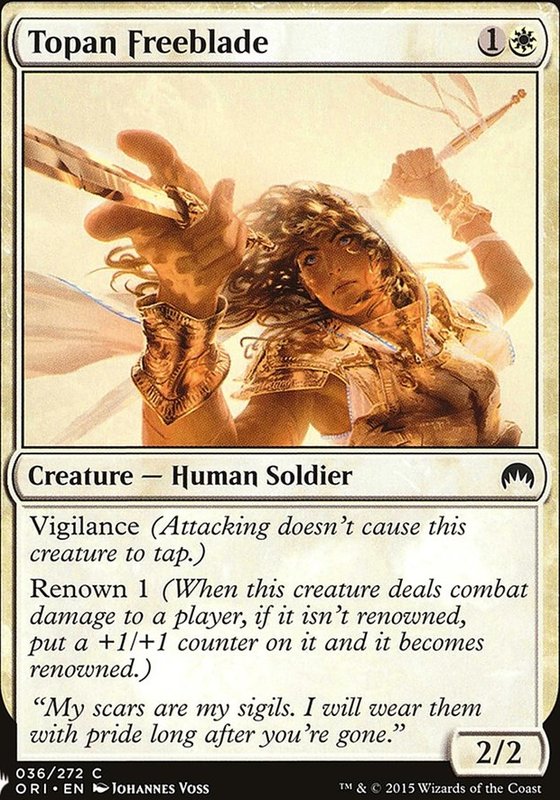 Topan Freeblade 1
Creature — Human Soldier
Vigilance (Attacking doesn't cause this
creature to tap.)
Renown 1 (When this creature deals combat
damage to a player, if it isn't renowned,
put a +1/+1 counter on it and it becomes
renowned.)
"My scars are my sigils. I will wear them
with pride long after you're gone."
2/2
036/272 C
ORI • EN Johannes Voss
™ & © 2015 Wizards of the Coast